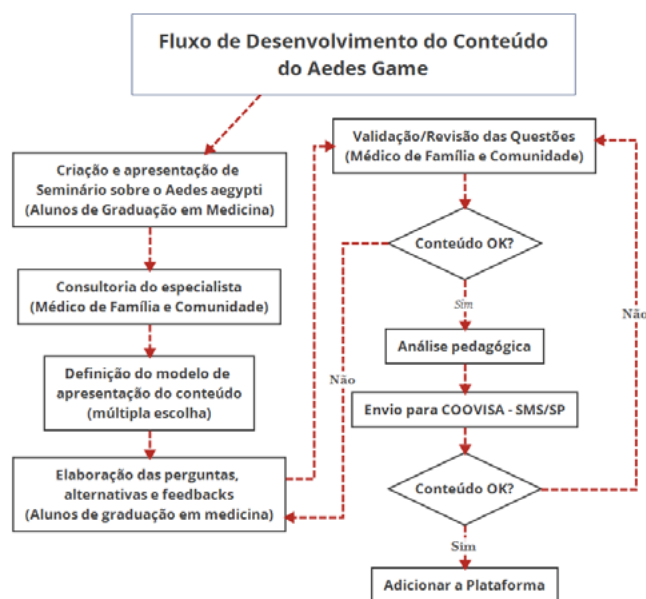 Fluxo de Desenvolvimento do Conteúdo
do Aedes Game
Criação e apresentação de
Seminário sobre o Aedes aegypti
(Alunos de Graduação em Medicina)
Consultoria do especialista
(Médico de Família e Comunidade)
Definição do modelo de
apresentação do conteúdo
(múltipla escolha)
Elaboração das perguntas,
alternativas e feedbacks
(Alunos de graduação em medicina)
Validação/Revisão das Questões
(Médico de Família e Comunidade)
Conteúdo OK?
Não
Sim
Análise pedagógica
Envio para COOVISA - SMS/SP
Conteúdo OK?
Não
Sim
Adicionar a Plataforma